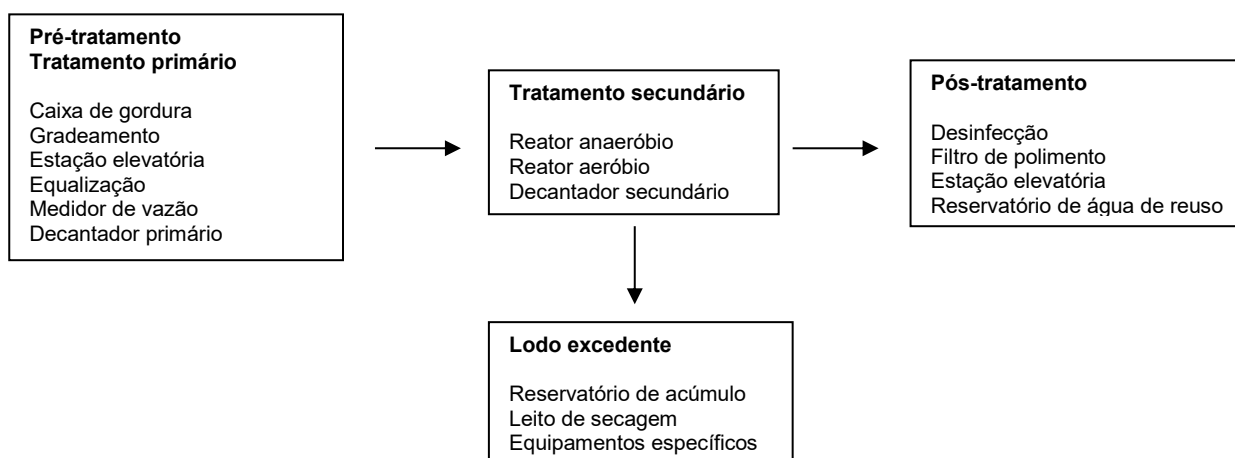 Pré-tratamento
Tratamento primário
Caixa de gordura
Gradeamento
Estação elevatória
Equalização
Medidor de vazão
Decantador primário
Tratamento secundário
Reator anaeróbio
Reator aeróbio
Decantador secundário
Pós-tratamento
Desinfecção
Filtro de polimento
Estação elevatória
Reservatório de água de reuso
Lodo excedente
Reservatório de acúmulo
Leito de secagem
Equipamentos específicos